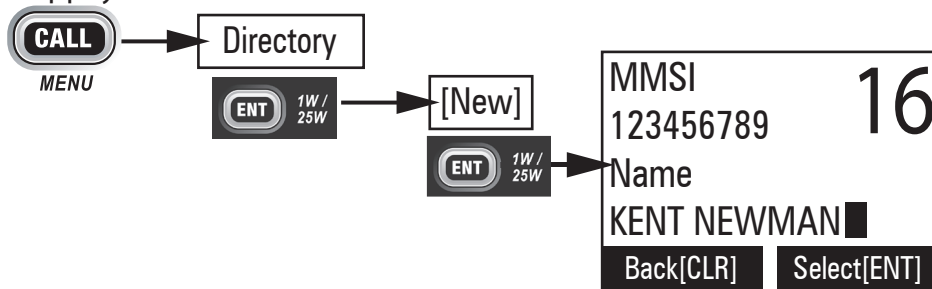 CALL
MENU
Directory
ENT
1W /
25W
[New]
ENT
1W /
25W
MMSI
16
123456789
Name
KENT NEWMAN
Back[CLR]
Select[ENT]